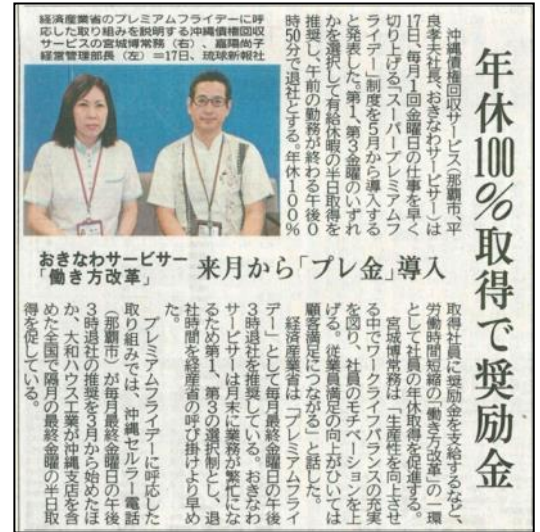 年休100%取得で奨励金
来月から「プレ金」導入
おきなわサービサー
「働き方改革」
経済産業省のプレミアムフライデーに呼
応した取り組みを説明する沖縄債権回収
サービスの宮城博常務(右)、嘉陽尚子
経営管理部長(左)=17日、琉球新報社
沖縄債権回収サービス(那覇市、平
良孝夫社長、おきなわサービサー)は
17日、毎月1回金曜日の仕事を早く
切り上げる「スーパープレミアムフ
ライデー」制度を5月から導入する
と発表した。第1、第3金曜のいずれ
かを選択して有給休暇の半日取得を
推奨し、午前の勤務が終わる午後0
時50分で退社とする。年休100%
取得社員に奨励金を支給するなど、
労働時間短縮の「働き方改革」の一環
として社員の年休取得を促進する。
宮城博常務は「生産性を向上させ
る中でワークライフバランスの充実
を図り、社員のモチベーションを上
げる。従業員満足の向上がひいては
顧客満足につながる」と話した。
経済産業省は「プレミアムフライ
デー」として毎月最終金曜日の午後
3時退社を推奨している。おきなわ
サービサーは月末に業務が繁忙にな
るため第1、第3の選択制とし、退
社時間を経産省の呼び掛けより早め
た。
プレミアムフライデーに呼応した
取り組みでは、沖縄セルラー電話
(那覇市)が毎月最終金曜日の午後
3時退社の推奨を3月から始めたほ
か、大和ハウス工業が沖縄支店を含
めた全国で隔月の最終金曜の半日取
得を促している。